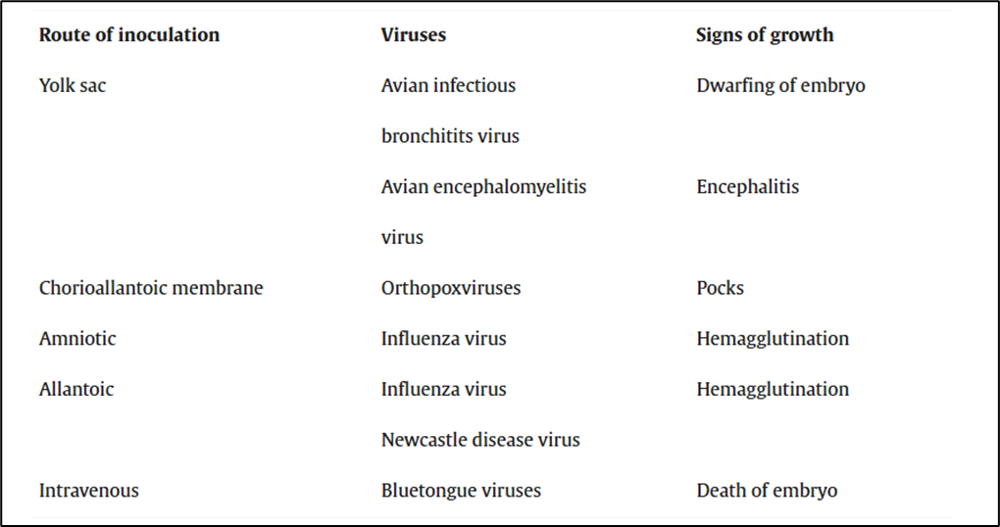 Route of inoculation Viruses Signs of growth
Yolk sac Avian infectious Dwarfing of embryo
bronchitits virus
Avian encephalomyelitis Encephalitis
virus
Chorioallantoic membrane Orthopoxviruses Pocks
Amniotic Influenza virus Hemagglutination
Allantoic Influenza virus Hemagglutination
Newcastle disease virus
Intravenous Bluetongue viruses Death of embryo